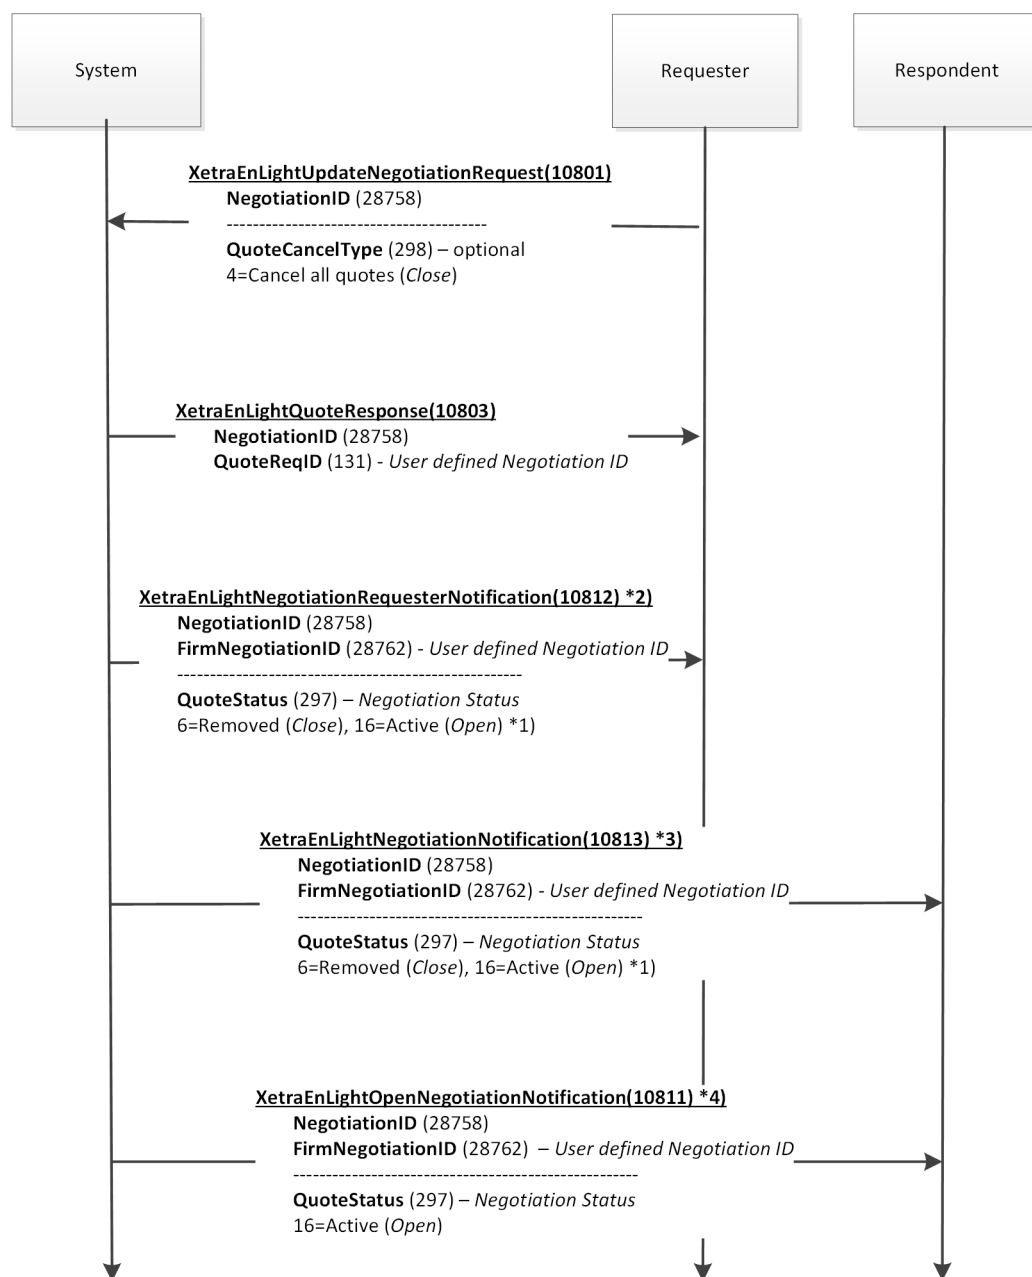 System
Requester
Respondent
XetraEnLightUpdateNegotiationRequest(10801)
NegotiationID (28758)
----------------------------------------
QuoteCancelType (298) – optional
4=Cancel all quotes (Close)
XetraEnLightQuoteResponse(10803)
NegotiationID (28758)
QuoteReqID (131) - User defined Negotiation ID
XetraEnLightNegotiationRequesterNotification(10812) *2)
NegotiationID (28758)
FirmNegotiationID (28762) - User defined Negotiation ID
-----------------------------------------------------
QuoteStatus (297) – Negotiation Status
6=Removed (Close), 16=Active (Open) *1)
XetraEnLightNegotiationNotification(10813) *3)
NegotiationID (28758)
FirmNegotiationID (28762) - User defined Negotiation ID
-----------------------------------------------------
QuoteStatus (297) – Negotiation Status
6=Removed (Close), 16=Active (Open) *1)
XetraEnLightOpenNegotiationNotification(10811) *4)
NegotiationID (28758)
FirmNegotiationID (28762) – User defined Negotiation ID
-----------------------------------------------------
QuoteStatus (297) – Negotiation Status
16=Active (Open)